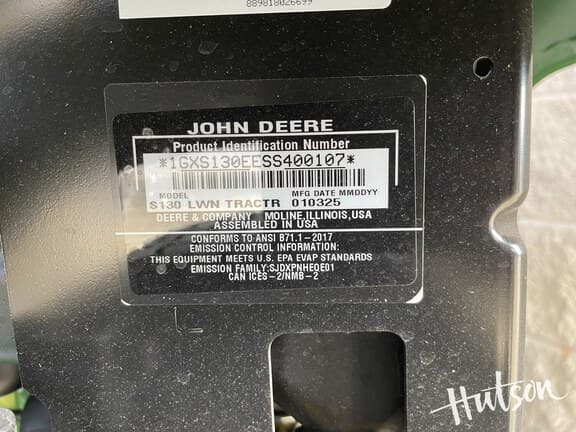 889818026699
JOHN DEERE
Product Identification Number
*1GXS130EESS400107*
MODEL MFG DATE MMDDYY
S130 LWN TRACTR 010325
DEERE & COMPANY MOLINE,ILLINOIS,USA
ASSEMBLED IN USA
CONFORMS TO ANSI B71.1-2017
EMISSION CONTROL INFORMATION:
THIS EQUIPMENT MEETS U.S. EPA EVAP STANDARDS
EMISSION FAMILY:SJDXPNHEQE01
CAN ICES-2/NMB-2
Hutson